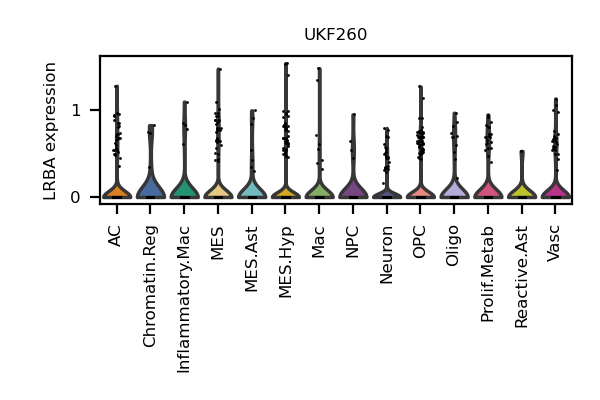 UKF260
LRBA expression
1
0
AC
Chromatin.Reg
Inflammatory.Mac
MES
MES.Ast
MES.Hyp
Mac
NPC
Neuron
OPC
Oligo
Prolif.Metab
Reactive.Ast
Vasc